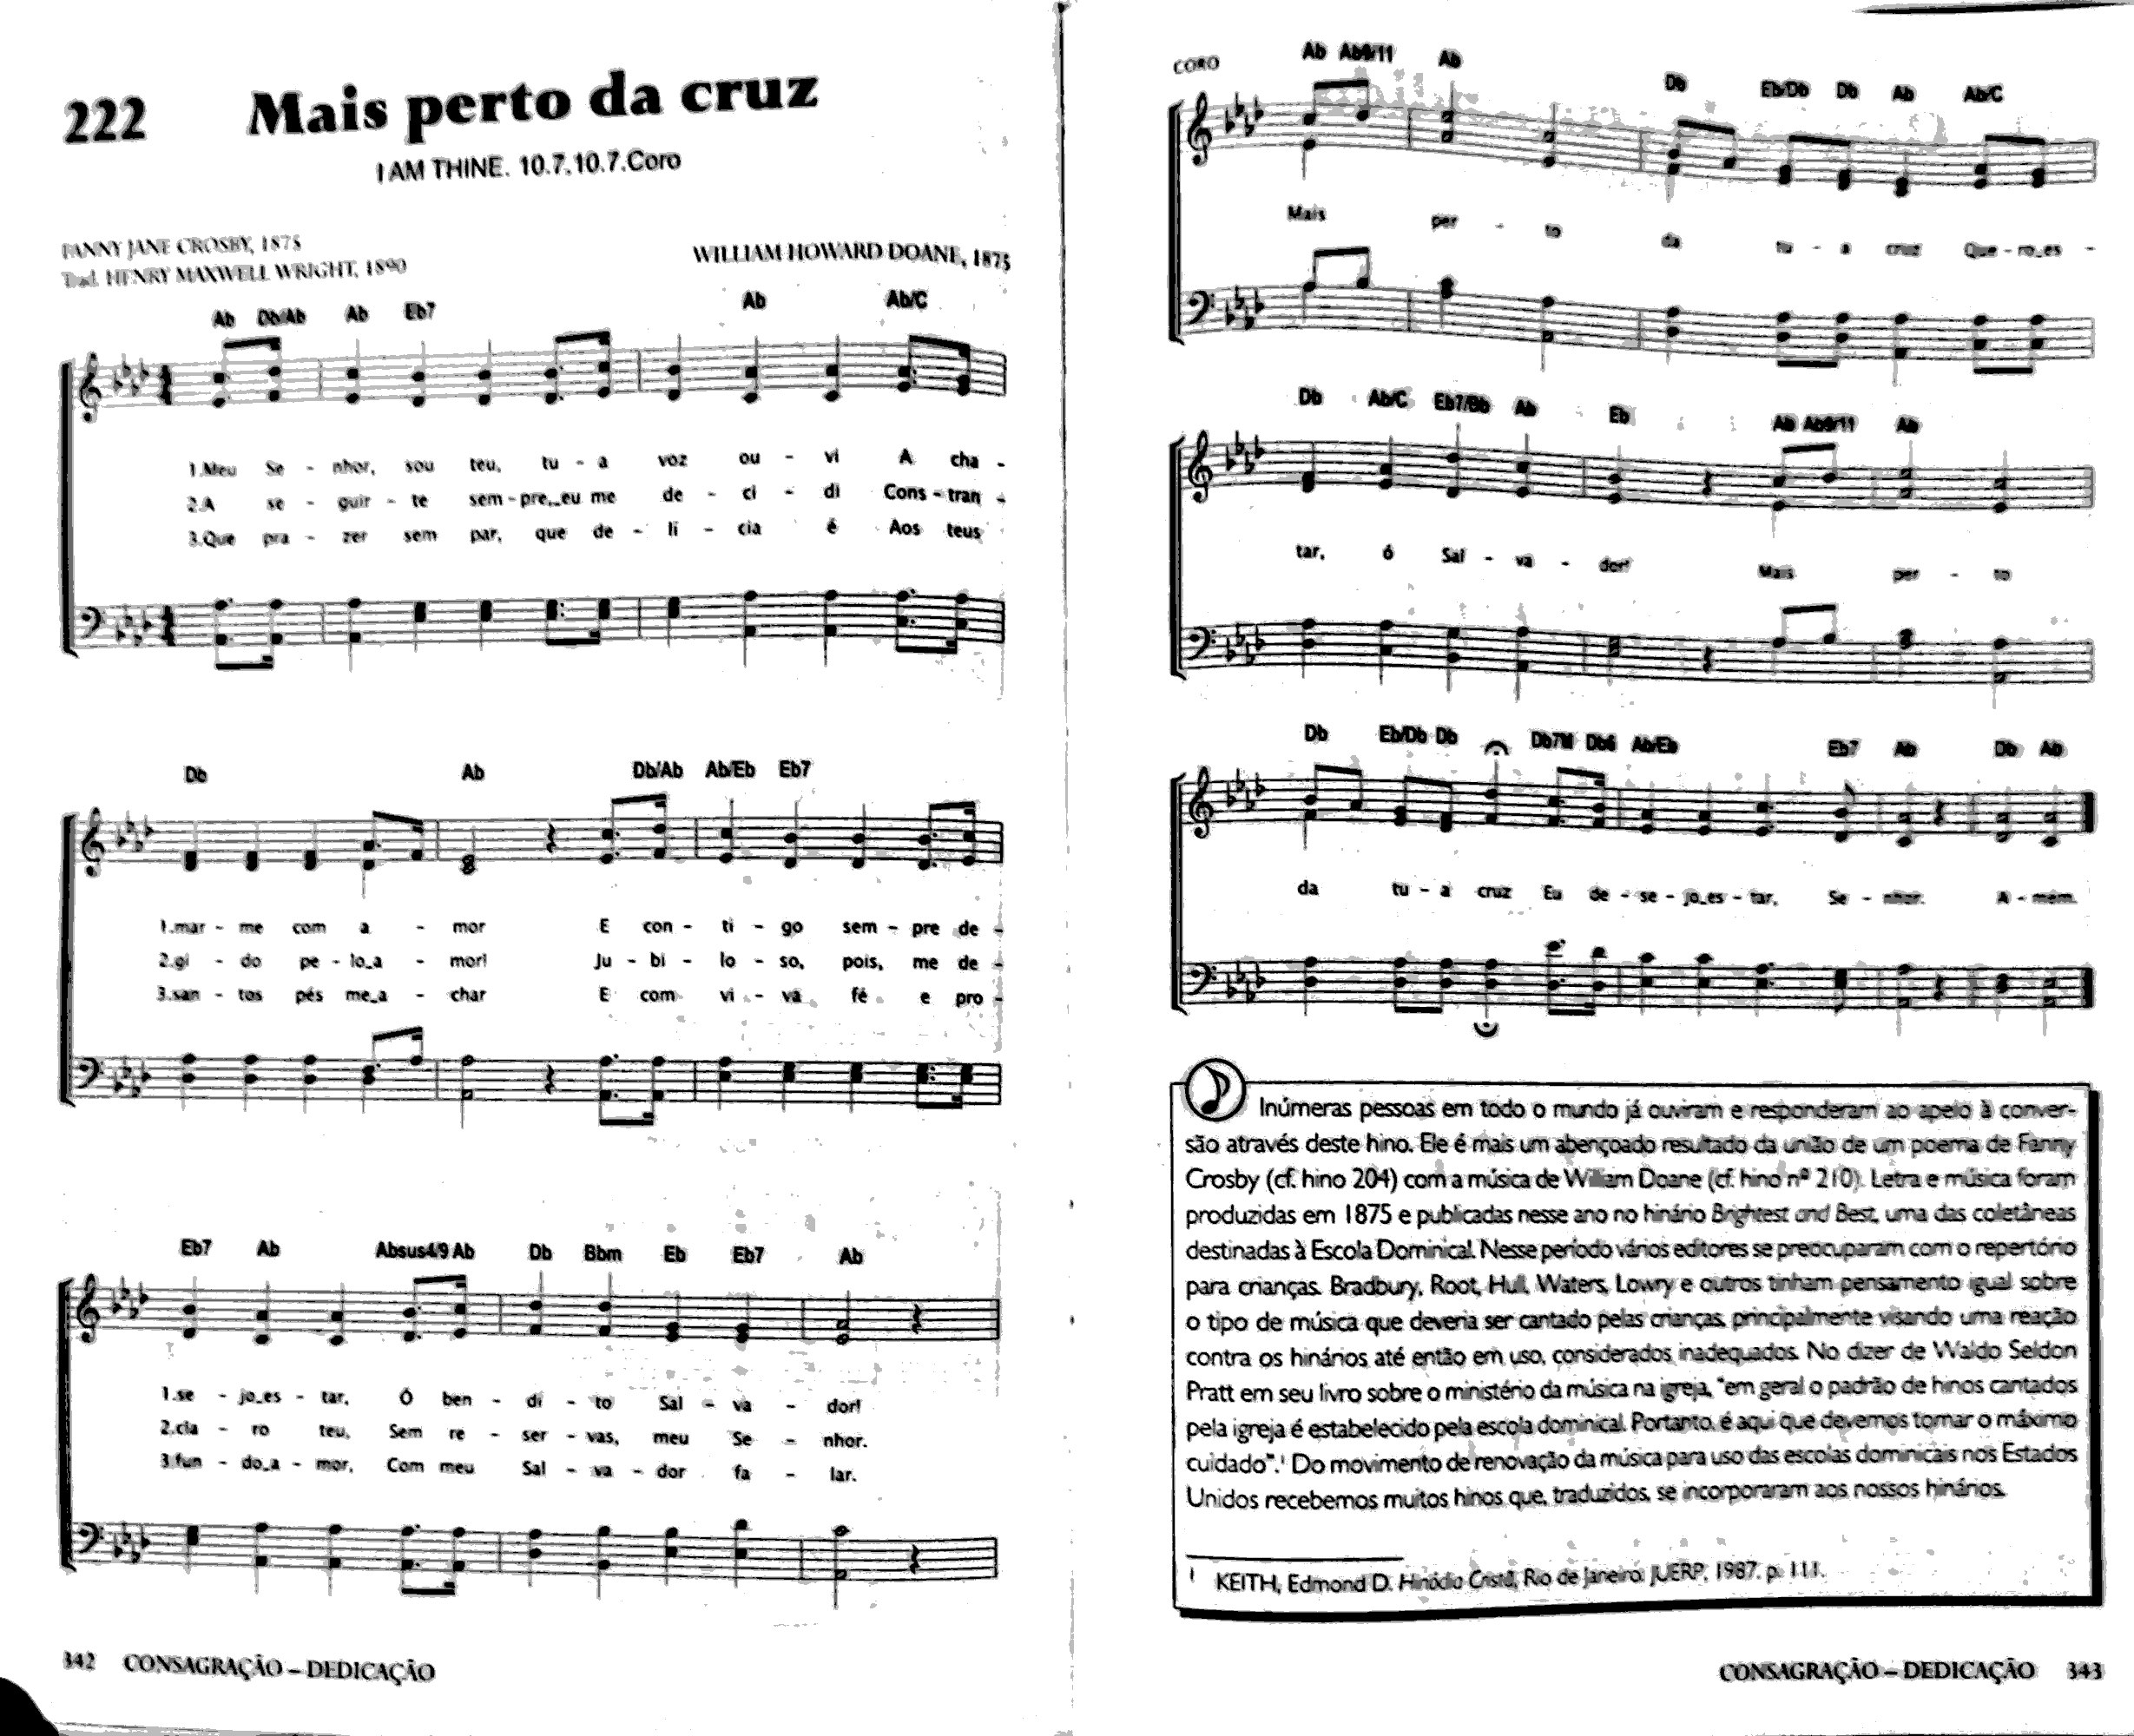 222 Mais perto da cruz
I AM THINE. 10.7.10.7.Coro
FANNY JANE CROSBY, 1875
Trad. HENRY MAXWELL WRIGHT, 1890
WILLIAM HOWARD DOANE, 1875
Ab Db/Ab Ab Eb7 Ab Ab/C
1.Meu Se - nhor, sou teu, tu - a voz ou - vi A cha -
2.A se - guir - te sem - pre,_eu me de - ci - di Cons - tran -
3.Que pra - zer sem par, que de - lí - cia é Aos teus
Db Ab Db/Ab Ab/Eb Eb7
1.mar - me com a - mor E con - ti - go sem - pre de -
2.gi - do pe - lo_a - mor! Ju - bi - lo - so, pois, me de -
3.san - tos pés me_a - char E com vi - va fé e pro -
Eb7 Ab Absus4/9 Ab Db Bbm Eb Eb7 Ab
1.se - jo_es - tar, Ó ben - di - to Sal - va - dor!
2.cla - ro teu, Sem re - ser - vas, meu Se - nhor.
3.fun - do_a - mor, Com meu Sal - va - dor fa - lar.
342 CONSAGRAÇÃO – DEDICAÇÃO
CORO
Ab Ab9/11 Ab Db Eb/Db Db Ab Ab/C
Mais per - to da tu - a cruz Que - ro_es -
Db Ab/C Eb7/Bb Ab Eb Ab Ab9/11 Ab
tar, ó Sal - va - dor! Mais per - to
Db Eb/Db Db Db7M Db6 Ab/Eb Eb7 Ab Db Ab
da tu - a cruz Eu de - se - jo_es - tar, Se - nhor. A - mém.
Inúmeras pessoas em todo o mundo já ouviram e responderam ao apelo à conver-
são através deste hino. Ele é mais um abençoado resultado da união de um poema de Fanny
Crosby (cf. hino 204) com a música de William Doane (cf. hino nº 210). Letra e música foram
produzidas em 1875 e publicadas nesse ano no hinário Brightest and Best, uma das coletâneas
destinadas à Escola Dominical. Nesse período vários editores se preocuparam com o repertório
para crianças. Bradbury, Root, Hull, Waters, Lowry e outros tinham pensamento igual sobre
o tipo de música que deveria ser cantado pelas crianças, principalmente visando uma reação
contra os hinários até então em uso, considerados inadequados. No dizer de Waldo Seldon
Pratt em seu livro sobre o ministério da música na igreja, "em geral o padrão de hinos cantados
pela igreja é estabelecido pela escola dominical. Portanto, é aqui que devemos tomar o máximo
cuidado".¹ Do movimento de renovação da música para uso das escolas dominicais nos Estados
Unidos recebemos muitos hinos que, traduzidos, se incorporaram aos nossos hinários.
¹ KEITH, Edmond D. Hinódia Cristã, Rio de Janeiro: JUERP, 1987. p. 111.
CONSAGRAÇÃO – DEDICAÇÃO 343